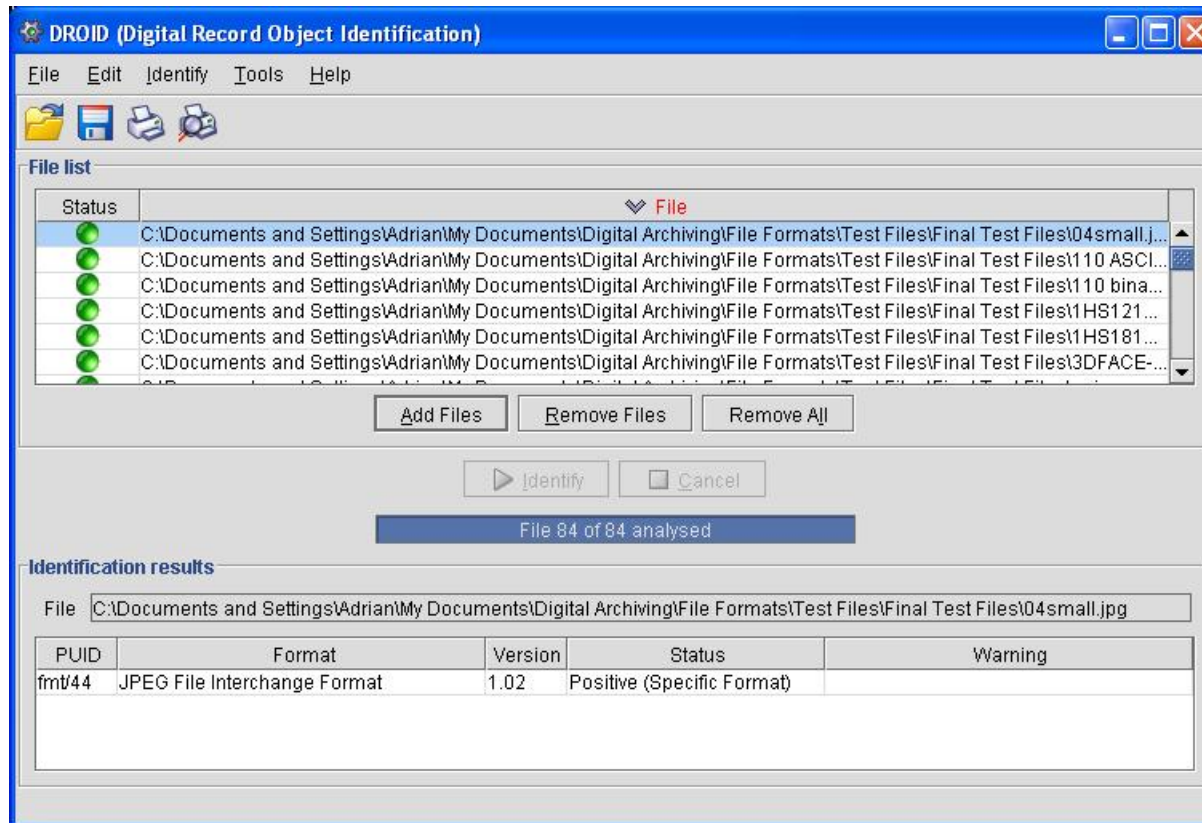 DROID (Digital Record Object Identification)
File Edit Identify Tools Help
File list
Status File
C:\Documents and Settings\Adrian\My Documents\Digital Archiving\File Formats\Test Files\Final Test Files\04small.j...
C:\Documents and Settings\Adrian\My Documents\Digital Archiving\File Formats\Test Files\Final Test Files\110 ASCI...
C:\Documents and Settings\Adrian\My Documents\Digital Archiving\File Formats\Test Files\Final Test Files\110 bina...
C:\Documents and Settings\Adrian\My Documents\Digital Archiving\File Formats\Test Files\Final Test Files\1HS121...
C:\Documents and Settings\Adrian\My Documents\Digital Archiving\File Formats\Test Files\Final Test Files\1HS181...
C:\Documents and Settings\Adrian\My Documents\Digital Archiving\File Formats\Test Files\Final Test Files\3DFACE-...
Add Files Remove Files Remove All
Identify Cancel
File 84 of 84 analysed
Identification results
File C:\Documents and Settings\Adrian\My Documents\Digital Archiving\File Formats\Test Files\Final Test Files\04small.jpg
PUID Format Version Status Warning
fmt/44 JPEG File Interchange Format 1.02 Positive (Specific Format)